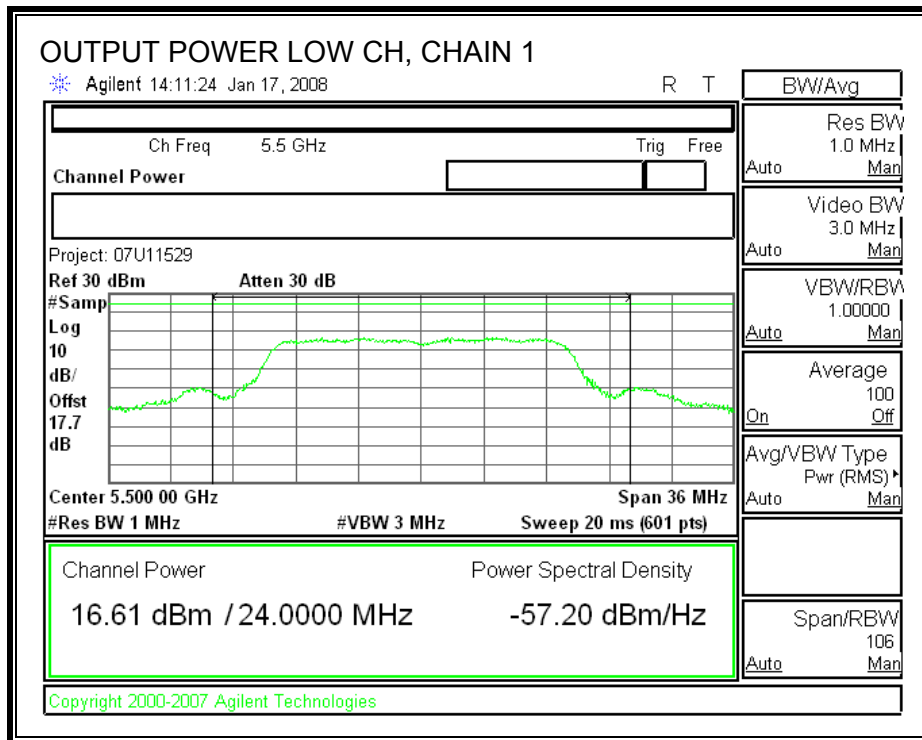 OUTPUT POWER LOW CH, CHAIN 1
Agilent 14:11:24 Jan 17, 2008 R T
BW/Avg
Ch Freq 5.5 GHz Trig Free
Channel Power
Project: 07U11529
Ref 30 dBm Atten 30 dB
#Samp
Log
10
dB/
Offst
17.7
dB
Center 5.500 00 GHz Span 36 MHz
#Res BW 1 MHz #VBW 3 MHz Sweep 20 ms (601 pts)
Channel Power Power Spectral Density
16.61 dBm / 24.0000 MHz -57.20 dBm/Hz
Copyright 2000-2007 Agilent Technologies
Res BW
1.0 MHz
Auto Man
Video BW
3.0 MHz
Auto Man
VBW/RBW
1.00000
Auto Man
Average
100
On Off
Avg/VBW Type
Pwr (RMS)
Auto Man
Span/RBW
106
Auto Man